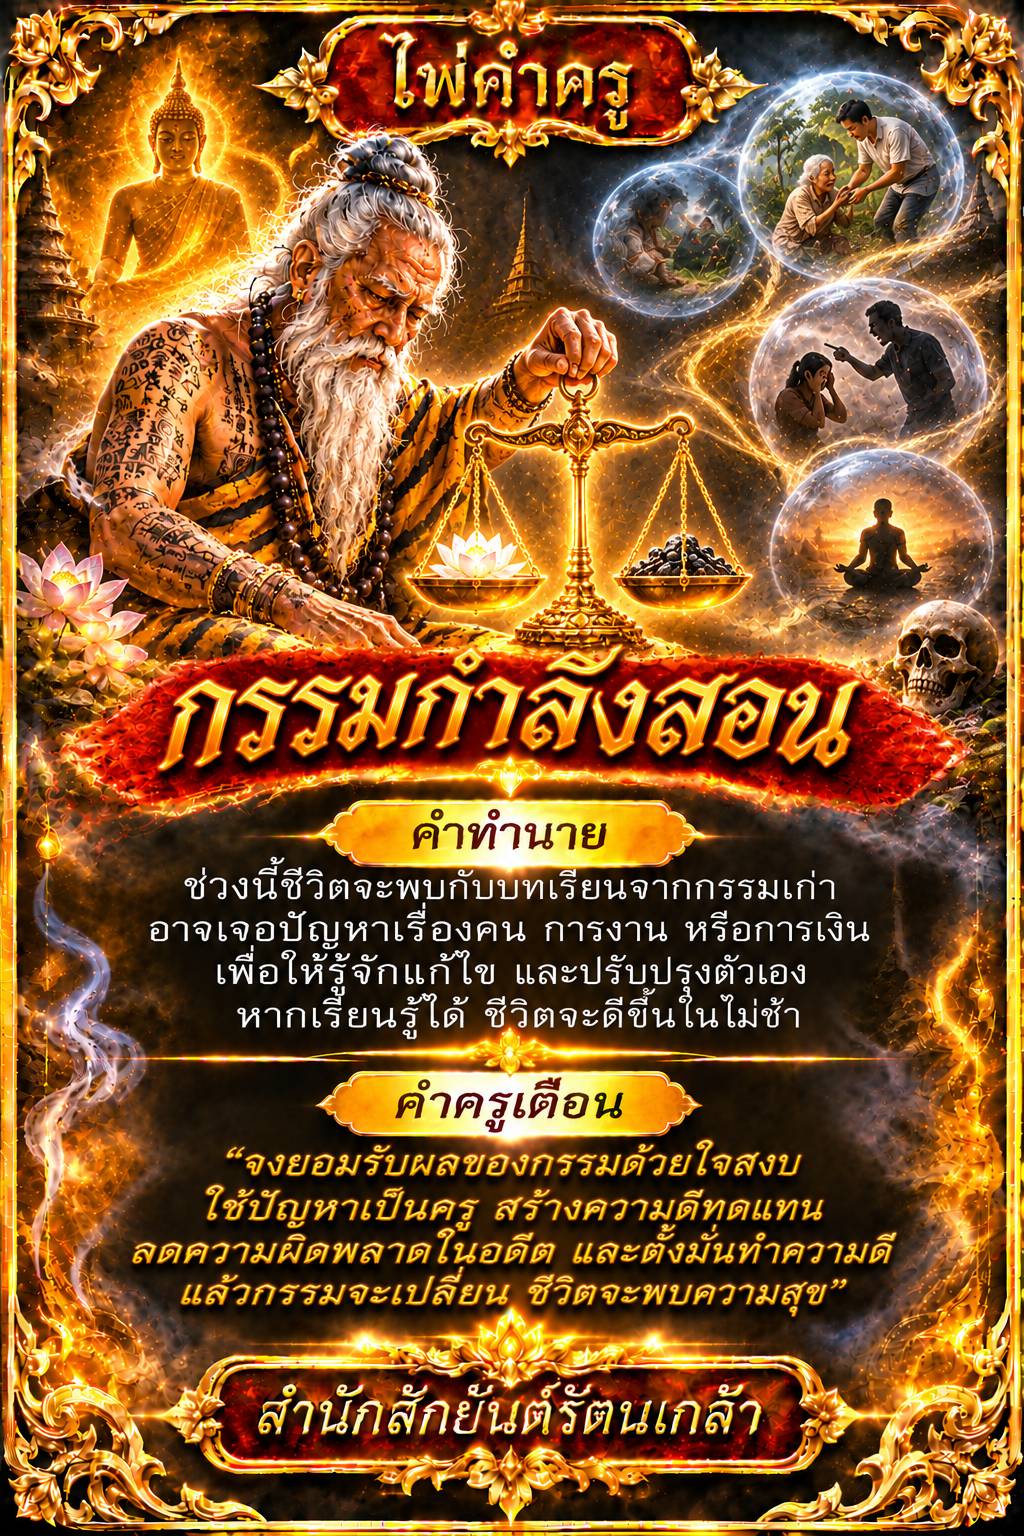 ไพ่คำครู
กรรมกำลังสอน
คำทำนาย
ช่วงนี้ชีวิตจะพบกับบทเรียนจากกรรมเก่า
อาจเจอปัญหาเรื่องคน การงาน หรือการเงิน
เพื่อให้รู้จักแก้ไข และปรับปรุงตัวเอง
หากเรียนรู้ได้ ชีวิตจะดีขึ้นในไม่ช้า
คำครูเตือน
“จงยอมรับผลของกรรมด้วยใจสงบ
ใช้ปัญหาเป็นครู สร้างความดีทดแทน
ลดความผิดพลาดในอดีต และตั้งมั่นทำความดี
แล้วกรรมจะเปลี่ยน ชีวิตจะพบความสุข”
สำนักสักยันต์รัตนเกล้า